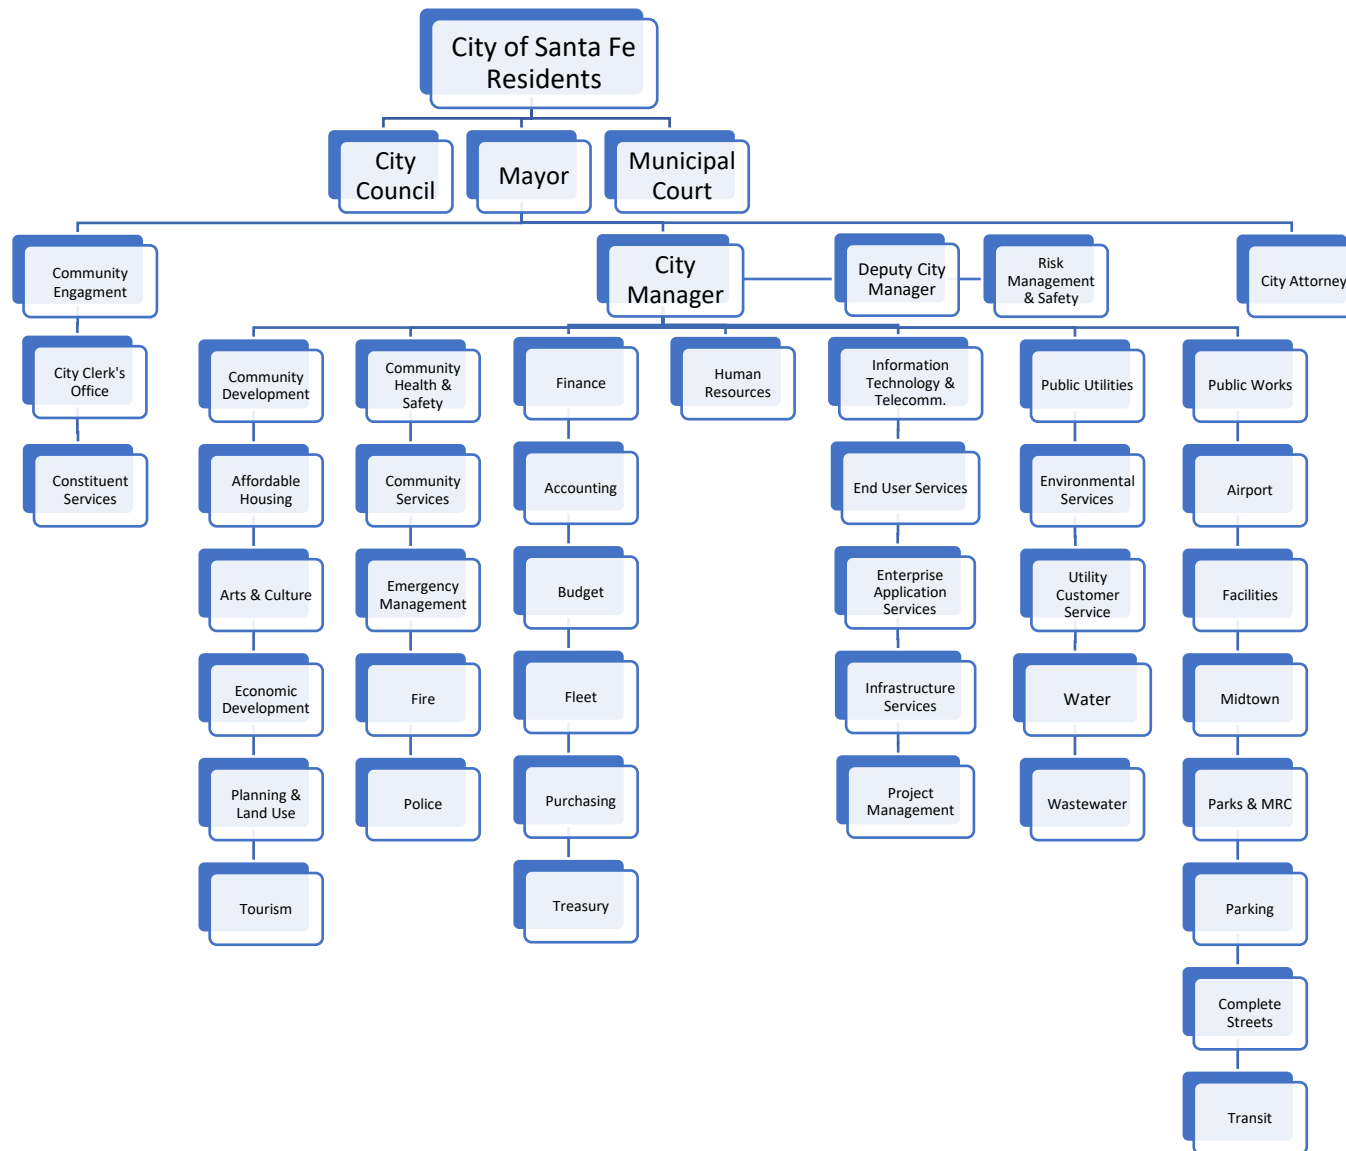 City of Santa Fe
Residents
City
Council
Mayor
Municipal
Court
Community
Engagment
City
Manager
Deputy City
Manager
Risk
Management
& Safety
City Attorney
City Clerk's
Office
Constituent
Services
Community
Development
Affordable
Housing
Arts & Culture
Economic
Development
Planning &
Land Use
Tourism
Community
Health &
Safety
Community
Services
Emergency
Management
Fire
Police
Finance
Accounting
Budget
Fleet
Purchasing
Treasury
Human
Resources
Information
Technology &
Telecomm.
End User Services
Enterprise
Application
Services
Infrastructure
Services
Project
Management
Public Utilities
Environmental
Services
Utility
Customer
Service
Water
Wastewater
Public Works
Airport
Facilities
Midtown
Parks & MRC
Parking
Complete
Streets
Transit